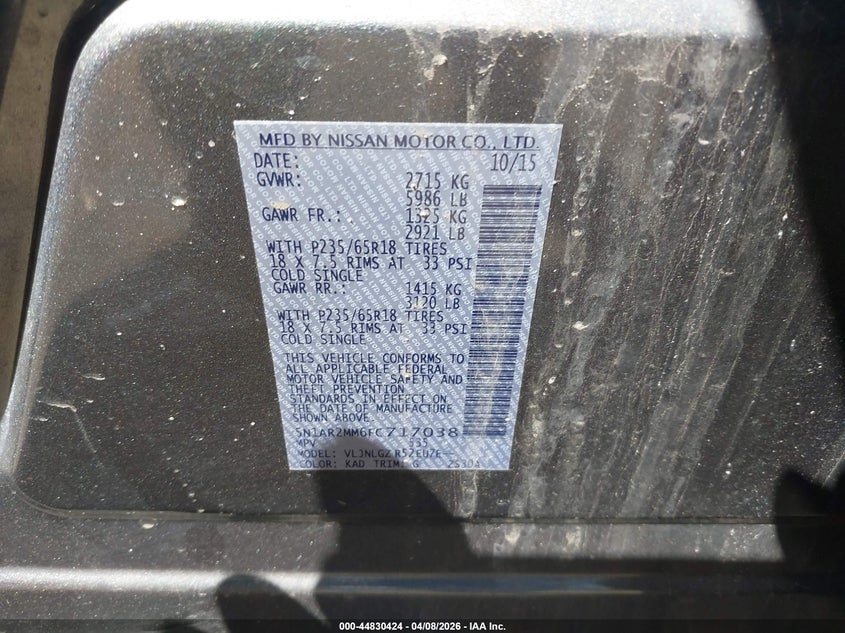 MFD BY NISSAN MOTOR CO., LTD.
DATE: 10/15
GVWR: 2715 KG
5986 LB
GAWR FR.: 1325 KG
2921 LB
WITH P235/65R18 TIRES
18 X 7.5 RIMS AT 33 PSI
COLD SINGLE
GAWR RR.: 1415 KG
3120 LB
WITH P235/65R18 TIRES
18 X 7.5 RIMS AT 33 PSI
COLD SINGLE
THIS VEHICLE CONFORMS TO
ALL APPLICABLE FEDERAL
MOTOR VEHICLE SAFETY AND
THEFT PREVENTION
STANDARDS IN EFFECT ON
THE DATE OF MANUFACTURE
SHOWN ABOVE.
5N1AR2MM6FC717038
MPV
MODEL:
COLOR: KAD TRIM: G
000-44830424 - 04/08/2026 - IAA Inc.